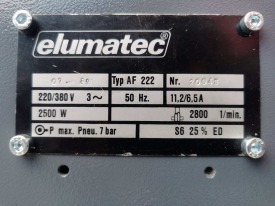 elumatec
Typ AF 222 Nr.
220/380 V 3~ 50 Hz. 11,2/6,5A
2500 W 2800 1/min.
P max. Pneu. 7 bar S6 25% ED